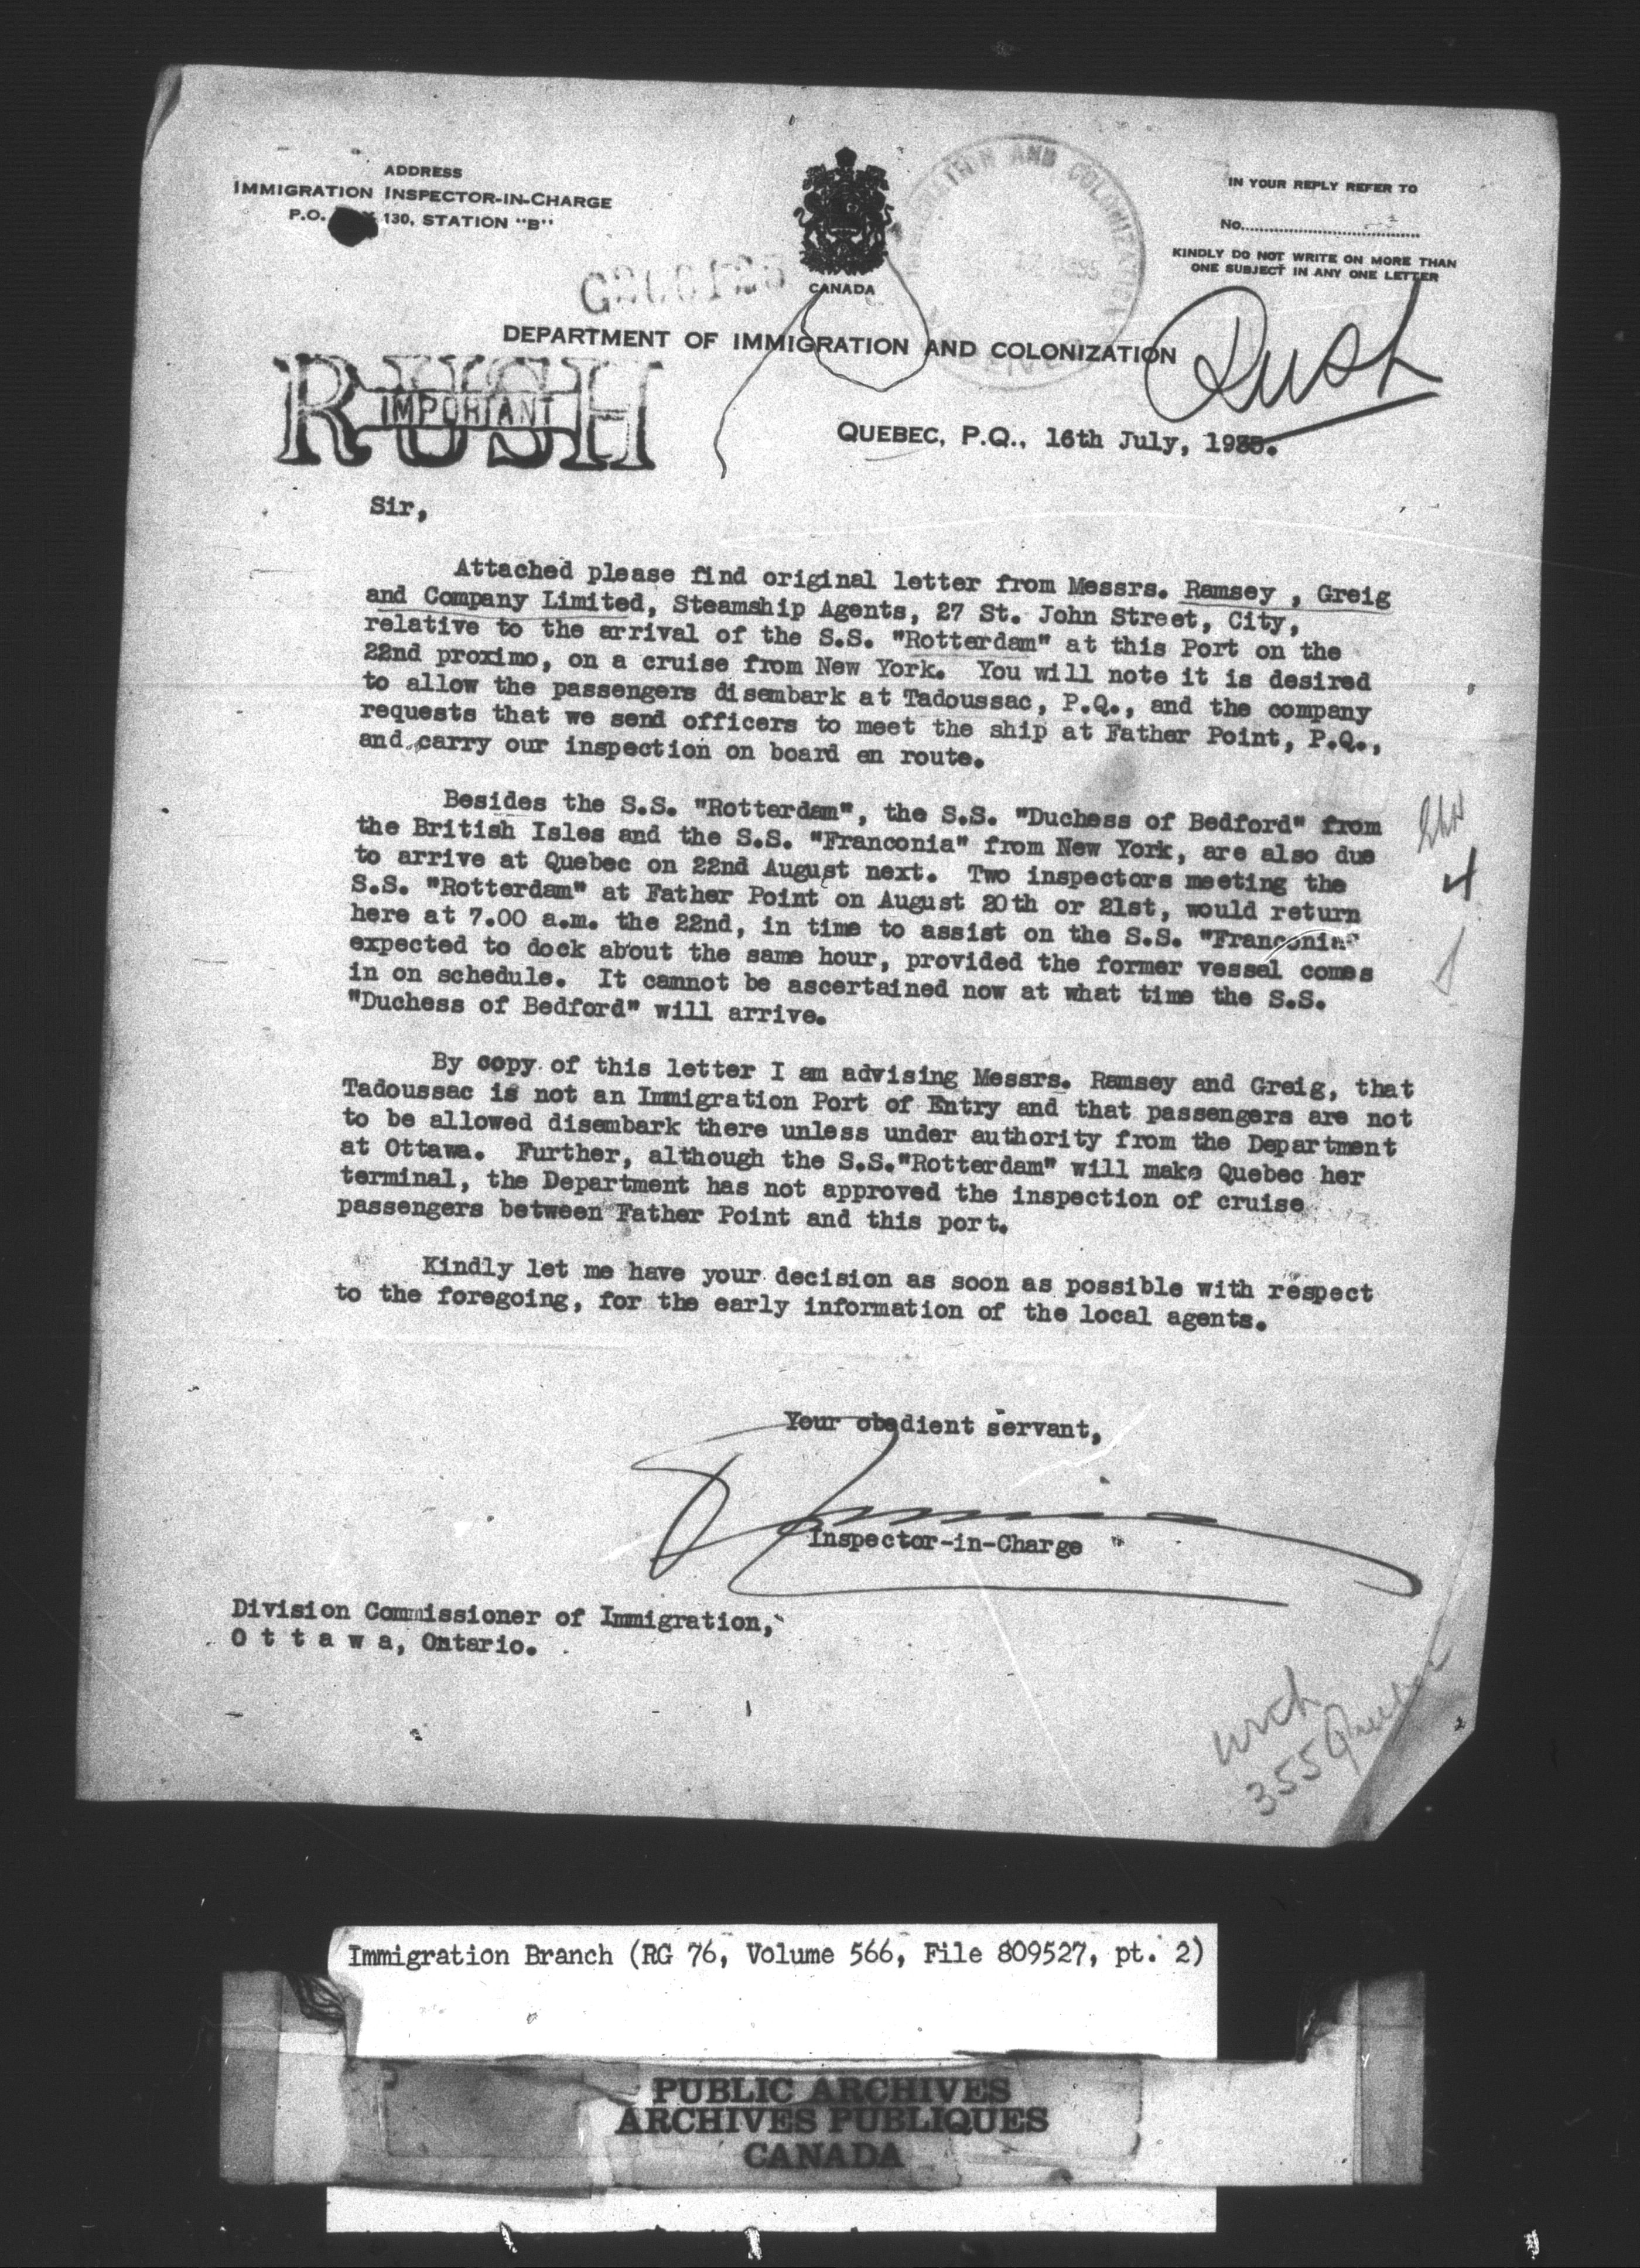 ADDRESS
IMMIGRATION INSPECTOR-IN-CHARGE
P.O. 130, STATION "B"
CANADA
IN YOUR REPLY REFER TO
No.
KINDLY DO NOT WRITE ON MORE THAN
ONE SUBJECT IN ANY ONE LETTER
AND COLONIZATION
DEPARTMENT OF IMMIGRATION AND COLONIZATION
Rush
RUSH
IMPORTANT
QUEBEC, P.Q., 16th July, 1935.
Sir,
Attached please find original letter from Messrs. Ramsey , Greig
and Company Limited, Steamship Agents, 27 St. John Street, City,
relative to the arrival of the S.S. "Rotterdam" at this Port on the
22nd proximo, on a cruise from New York. You will note it is desired
to allow the passengers disembark at Tadoussac, P.Q., and the company
requests that we send officers to meet the ship at Father Point, P.Q.,
and carry our inspection on board en route.
Besides the S.S. "Rotterdam", the S.S. "Duchess of Bedford" from
the British Isles and the S.S. "Franconia" from New York, are also due
to arrive at Quebec on 22nd August next. Two inspectors meeting the
S.S. "Rotterdam" at Father Point on August 20th or 21st, would return
here at 7.00 a.m. the 22nd, in time to assist on the S.S. "Franconia"
expected to dock about the same hour, provided the former vessel comes
in on schedule. It cannot be ascertained now at what time the S.S.
"Duchess of Bedford" will arrive.
4
By copy of this letter I am advising Messrs. Ramsey and Greig, that
Tadoussac is not an Immigration Port of Entry and that passengers are not
to be allowed disembark there unless under authority from the Department
at Ottawa. Further, although the S.S."Rotterdam" will make Quebec her
terminal, the Department has not approved the inspection of cruise
passengers between Father Point and this port.
Kindly let me have your decision as soon as possible with respect
to the foregoing, for the early information of the local agents.
Your obedient servant,
Inspector-in-Charge
Division Commissioner of Immigration,
O t t a w a, Ontario.
355 Quebec
Immigration Branch (RG 76, Volume 566, File 809527, pt. 2)
PUBLIC ARCHIVES
ARCHIVES PUBLIQUES
CANADA